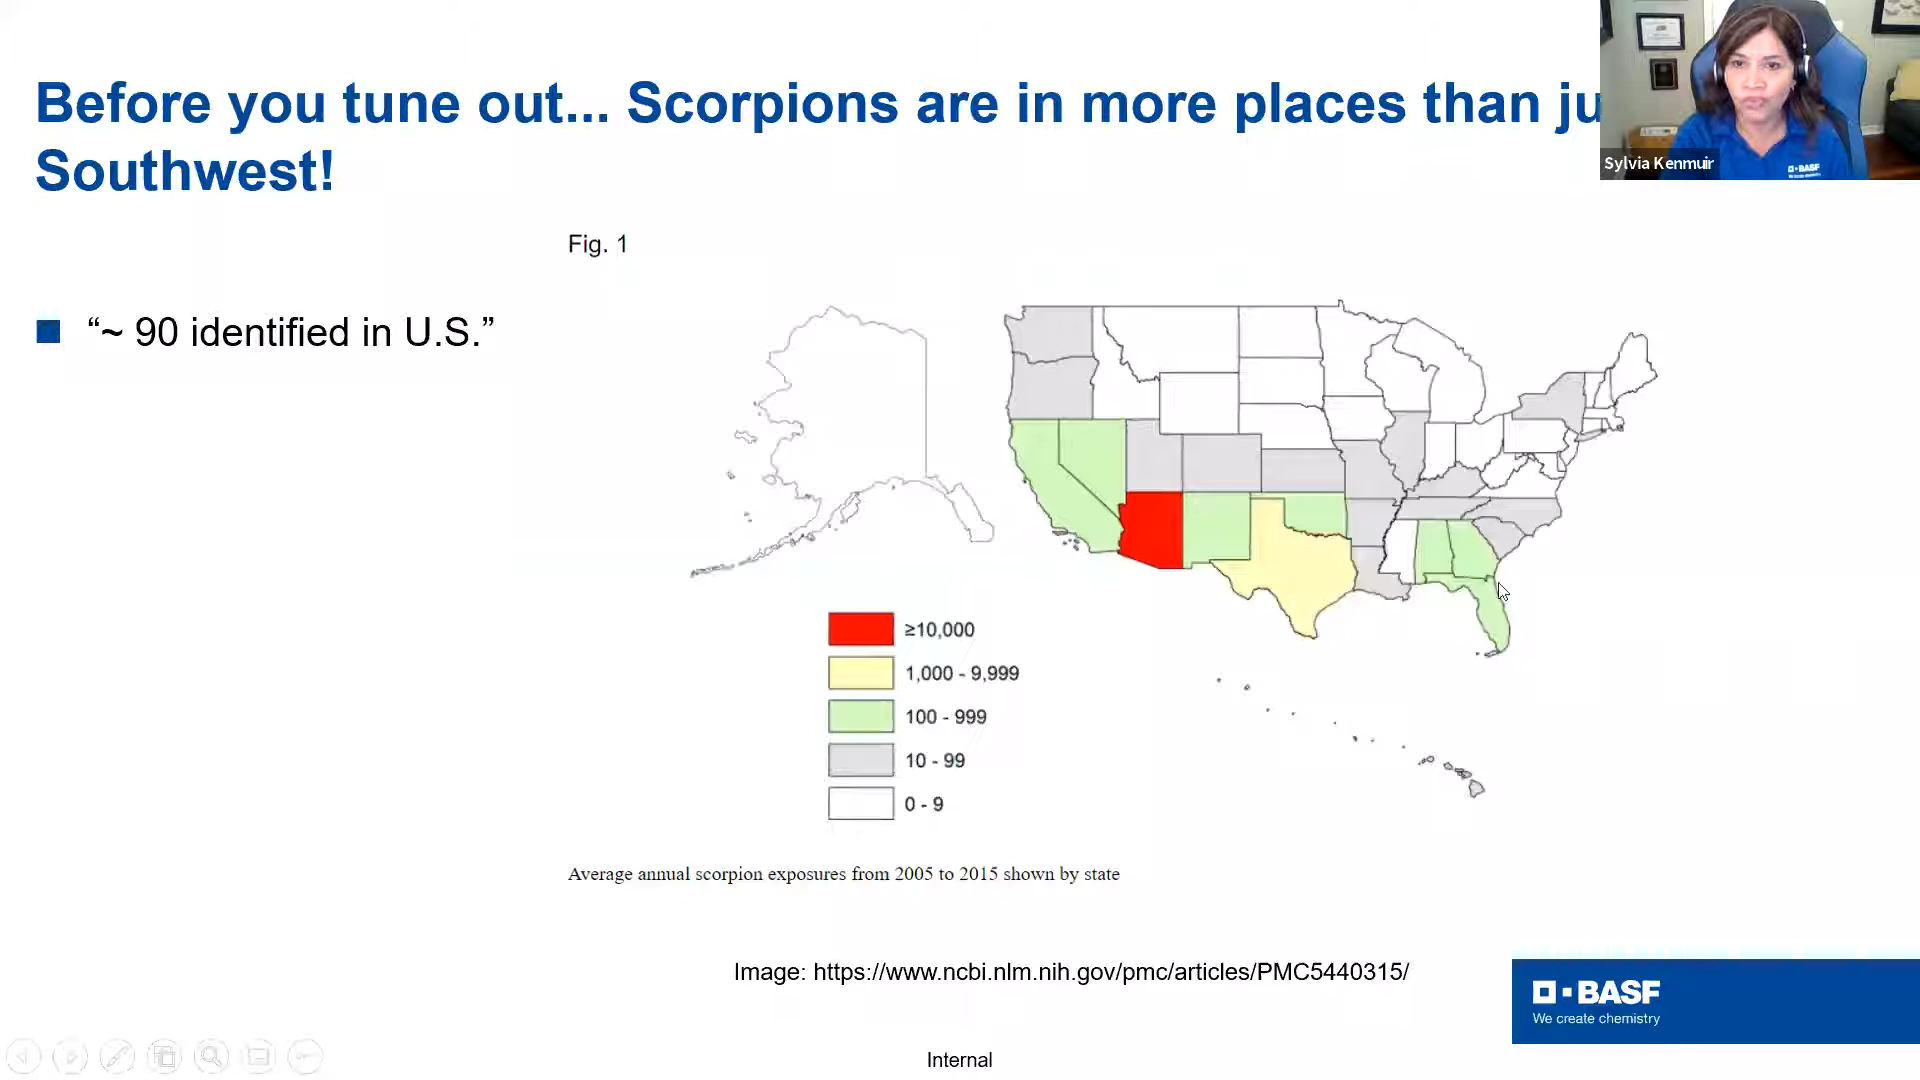 Before you tune out... Scorpions are in more places than ju
Southwest!
Sylvia Kenmuir
BASF
Fig. 1
“~ 90 identified in U.S.”
≥10,000
1,000 - 9,999
100 - 999
10 - 99
0 - 9
Average annual scorpion exposures from 2005 to 2015 shown by state
Image: https://www.ncbi.nlm.nih.gov/pmc/articles/PMC5440315/
BASF
We create chemistry
Internal